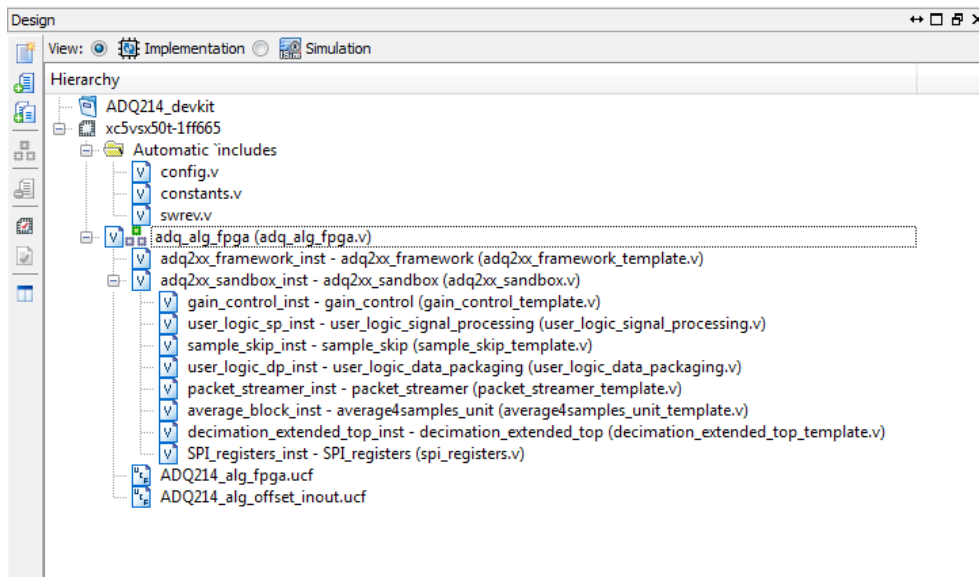 Design
View: Implementation Simulation
Hierarchy
ADQ214_devkit
xc5vsx50t-1ff665
Automatic `includes
config.v
constants.v
swrev.v
adq_alg_fpga (adq_alg_fpga.v)
adq2xx_framework_inst - adq2xx_framework (adq2xx_framework_template.v)
adq2xx_sandbox_inst - adq2xx_sandbox (adq2xx_sandbox.v)
gain_control_inst - gain_control (gain_control_template.v)
user_logic_sp_inst - user_logic_signal_processing (user_logic_signal_processing.v)
sample_skip_inst - sample_skip (sample_skip_template.v)
user_logic_dp_inst - user_logic_data_packaging (user_logic_data_packaging.v)
packet_streamer_inst - packet_streamer (packet_streamer_template.v)
average_block_inst - average4samples_unit (average4samples_unit_template.v)
decimation_extended_top_inst - decimation_extended_top (decimation_extended_top_template.v)
SPI_registers_inst - SPI_registers (spi_registers.v)
ADQ214_alg_fpga.ucf
ADQ214_alg_offset_inout.ucf